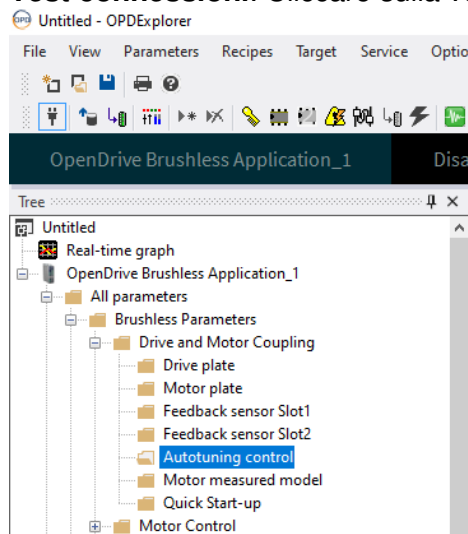 Untitled - OPDExplorer
File View Parameters Recipes Target Service Optio
OpenDrive Brushless Application_1 Disa
Tree
Untitled
Real-time graph
OpenDrive Brushless Application_1
All parameters
Brushless Parameters
Drive and Motor Coupling
Drive plate
Motor plate
Feedback sensor Slot1
Feedback sensor Slot2
Autotuning control
Motor measured model
Quick Start-up
Motor Control